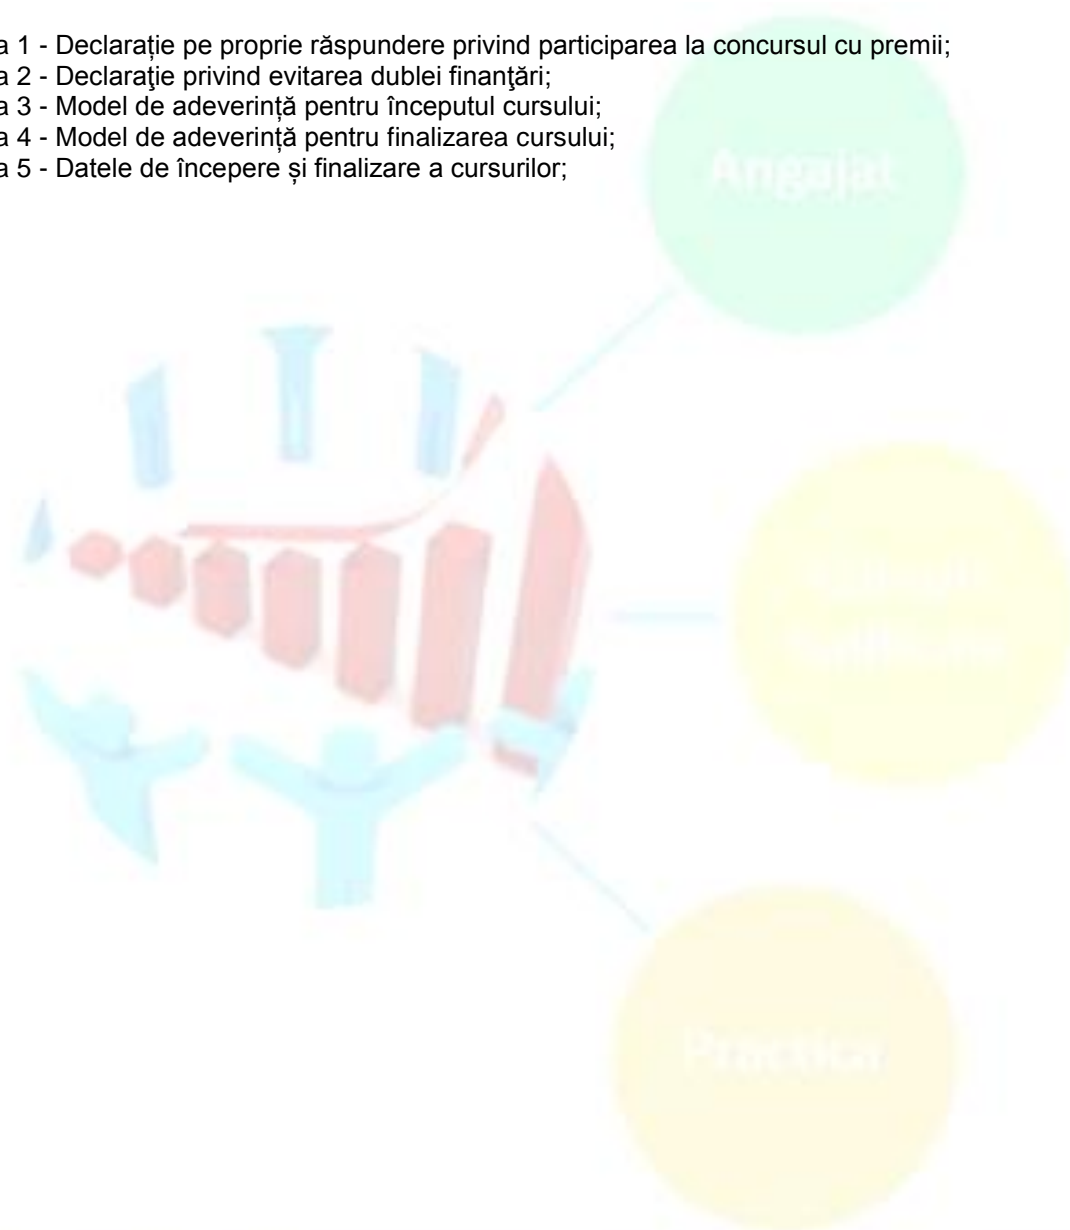 a 1 - Declarație pe proprie răspundere privind participarea la concursul cu premii;
a 2 - Declaraţie privind evitarea dublei finanţări;
a 3 - Model de adeverință pentru începutul cursului;
a 4 - Model de adeverință pentru finalizarea cursului;
a 5 - Datele de începere și finalizare a cursurilor;
Angajat
Practica